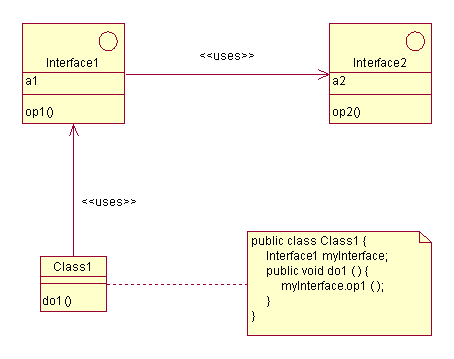 Interface1
a1
op1()
<<uses>>
Interface2
a2
op2()
<<uses>>
Class1
do1()
public class Class1 {
Interface1 myInterface;
public void do1 ( ) {
myInterface.op1 ( );
}
}